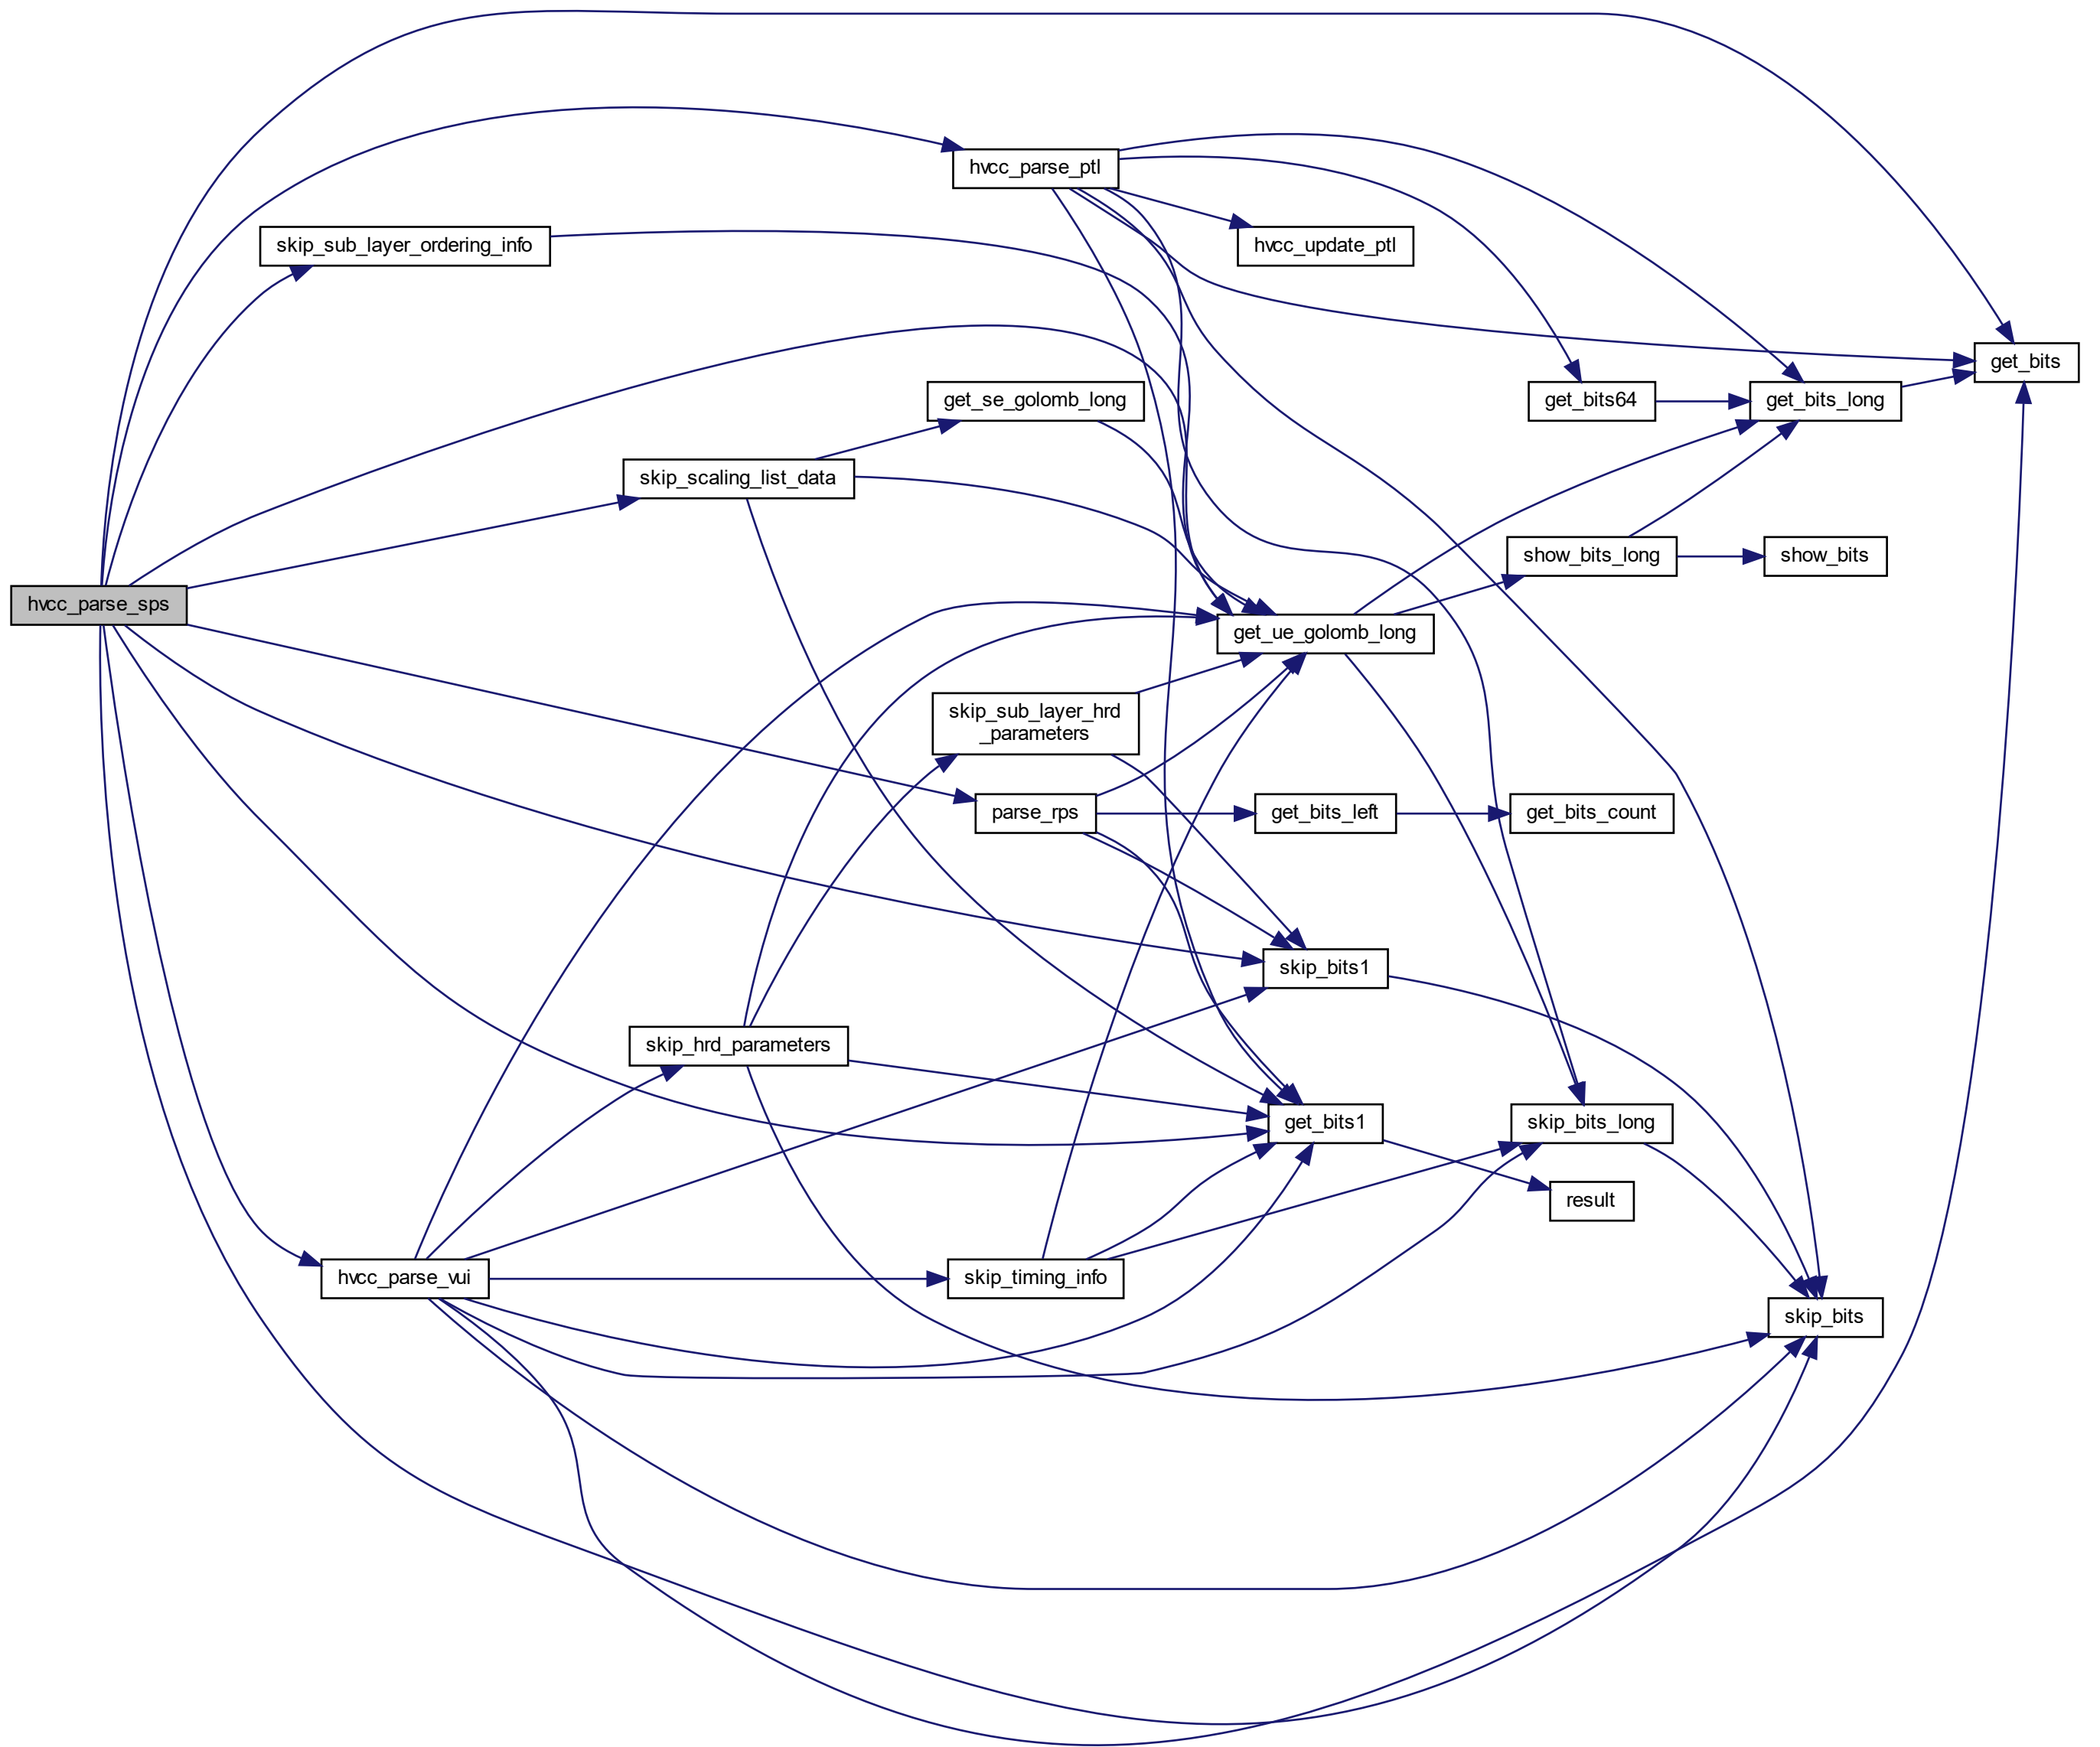 hvcc_parse_ptl
skip_sub_layer_ordering_info
hvcc_update_ptl
get_bits
get_se_golomb_long
get_bits64
get_bits_long
skip_scaling_list_data
show_bits_long
show_bits
hvcc_parse_sps
get_ue_golomb_long
skip_sub_layer_hrd
_parameters
parse_rps
get_bits_left
get_bits_count
skip_bits1
skip_hrd_parameters
get_bits1
skip_bits_long
result
hvcc_parse_vui
skip_timing_info
skip_bits